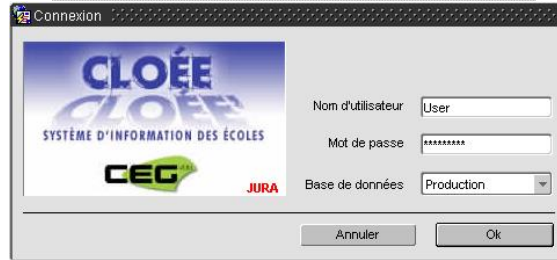 Connexion
CLOÉE
CLOÉE
SYSTÈME D'INFORMATION DES ÉCOLES
CEG
JURA
Nom d'utilisateur User
Mot de passe *********
Base de données Production
Annuler Ok